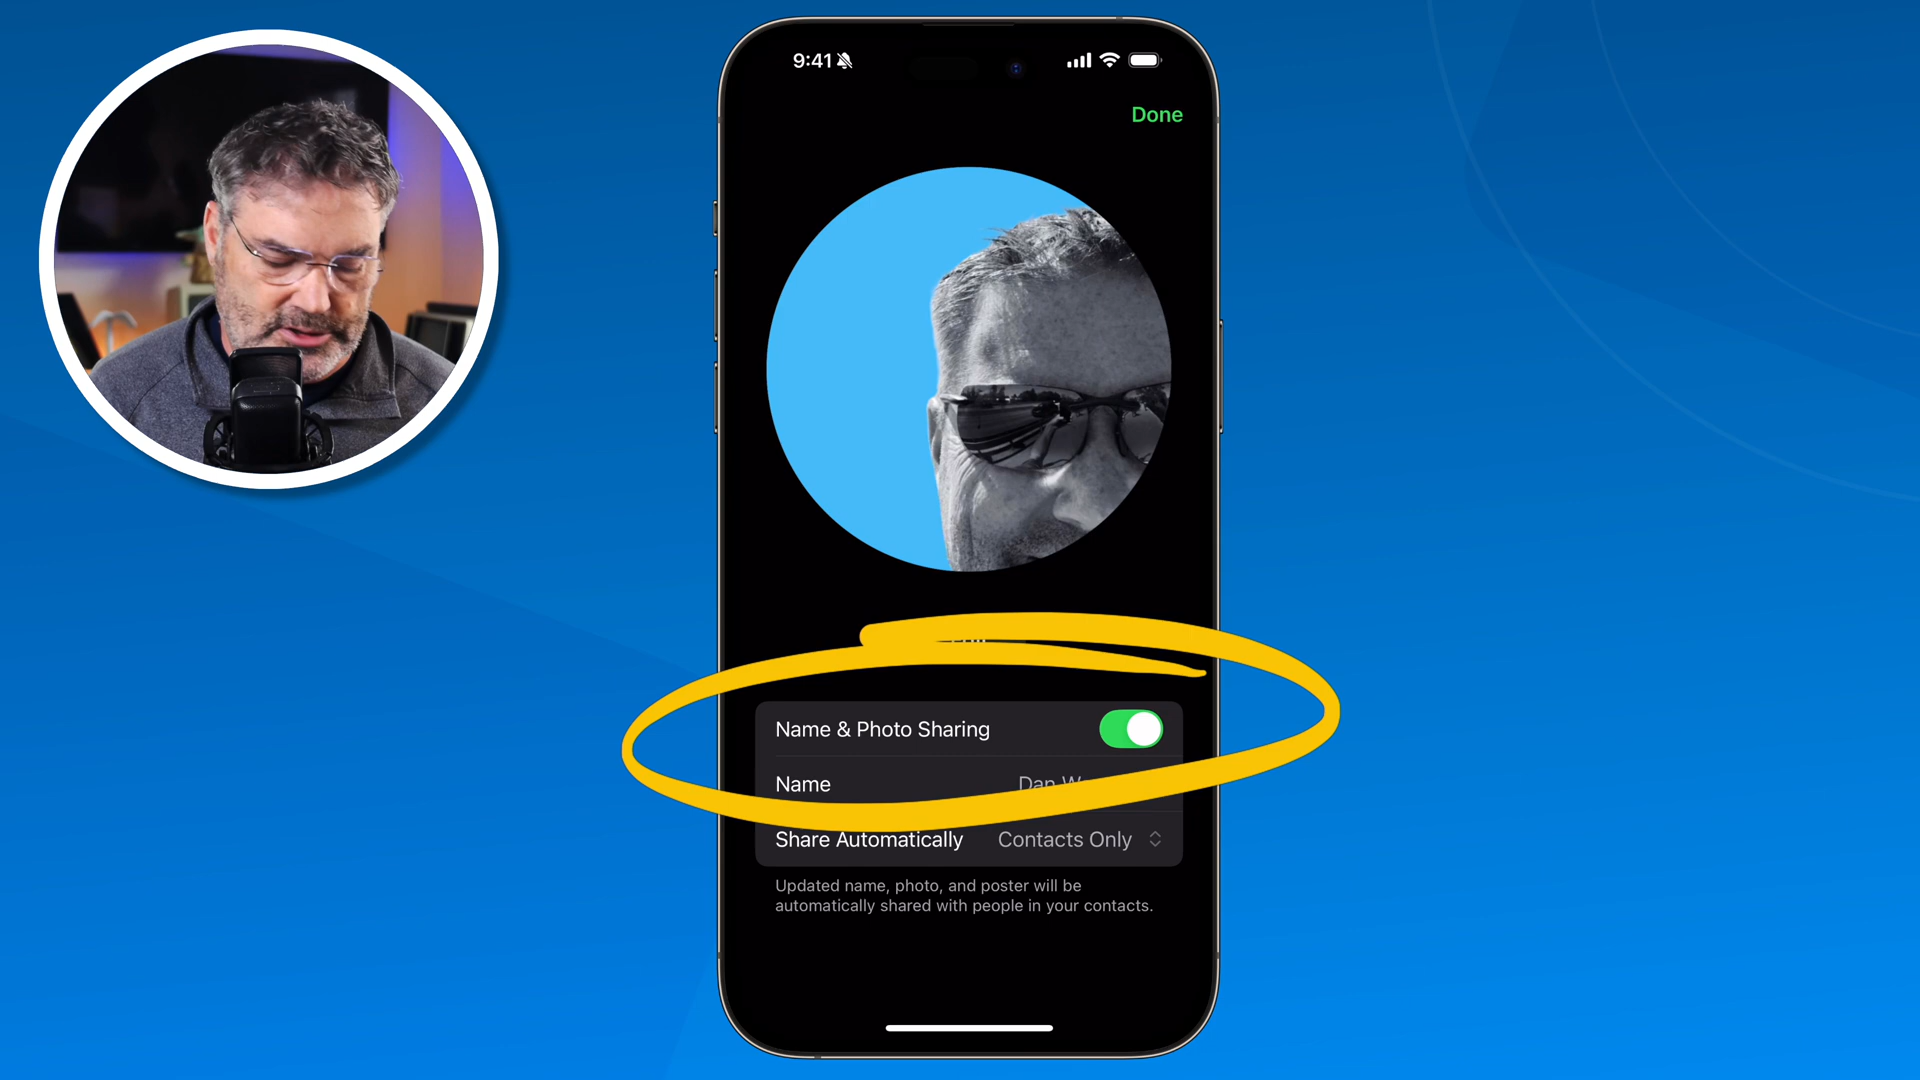 9:41
Done
Name & Photo Sharing
Name Dan
Share Automatically Contacts Only
Updated name, photo, and poster will be
automatically shared with people in your contacts.